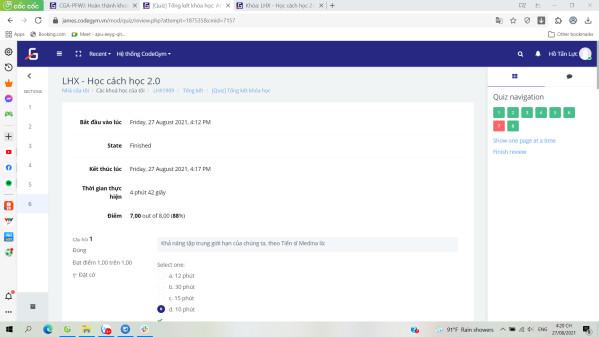 cốc cốc
CGA-PFWJ: Hoàn thành khoá
[Quiz] Tổng kết khóa học: At
Khóa: LHX - Học cách học 2.
james.codegym.vn/mod/quiz/review.php?attempt=187535&cmid=7157
Apps
Booking.com
Meet - zpu-wyyg-qh...
Other bookmarks
Recent
Hệ thống CodeGym
Hồ Tấn Lực
SECTIONS
1
2
3
4
5
6
LHX - Học cách học 2.0
Nhà của tôi / Các khoá học của tôi / LHX1909 / Tổng kết / [Quiz] Tổng kết khóa học
Bắt đầu vào lúc Friday, 27 August 2021, 4:12 PM
State Finished
Kết thúc lúc Friday, 27 August 2021, 4:17 PM
Thời gian thực hiện 4 phút 42 giây
Điểm 7,00 out of 8,00 (88%)
Câu hỏi 1
Đúng
Đạt điểm 1,00 trên 1,00
Đặt cờ
Khả năng tập trung giới hạn của chúng ta, theo Tiến sĩ Medina là:
Select one:
a. 12 phút
b. 30 phút
c. 15 phút
d. 10 phút
Quiz navigation
1 2 3 4 5 6
7 8
Show one page at a time
Finish review
91°F Rain showers
ENG
4:20 CH
27/08/2021